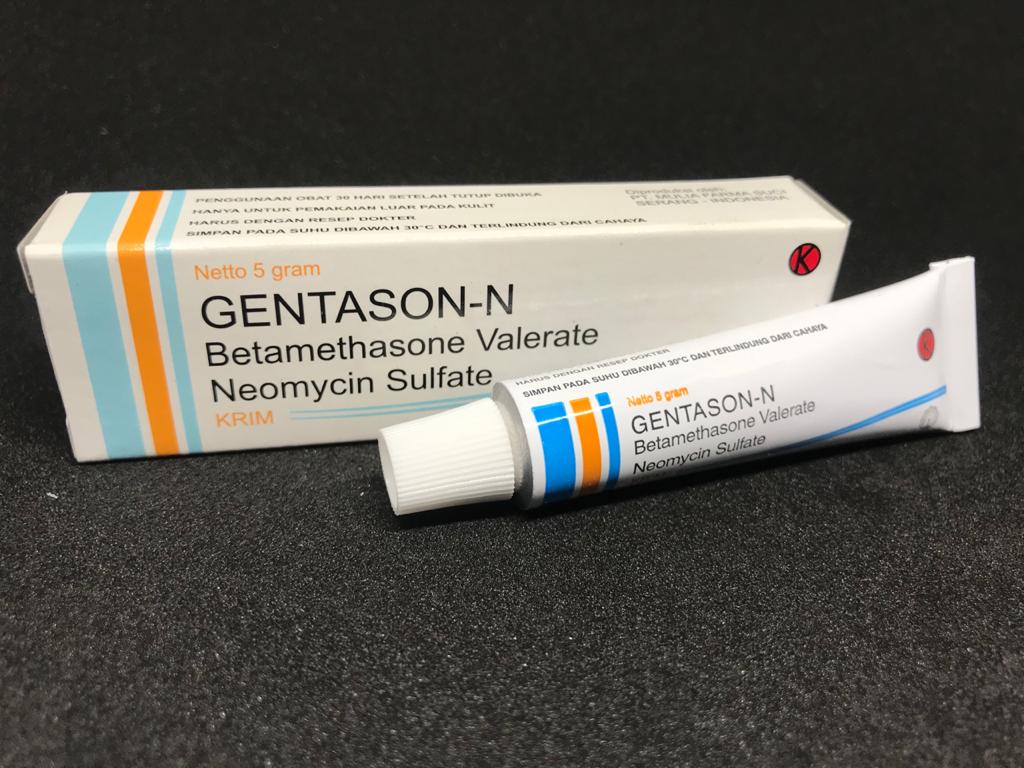 PENGGUNAAN OBAT 30 HARI SETELAH TUTUP DIBUKA
HANYA UNTUK PEMAKAIAN LUAR PADA KULIT
HARUS DENGAN RESEP DOKTER
SIMPAN PADA SUHU DIBAWAH 30°C DAN TERLINDUNG DARI CAHAYA
Diproduksi oleh:
PT. MULIA FARMA SUCI
SERANG - INDONESIA
K
Netto 5 gram
GENTASON-N
Betamethasone Valerate
Neomycin Sulfate
KRIM
HARUS DENGAN RESEP DOKTER
SIMPAN PADA SUHU DIBAWAH 30°C DAN TERLINDUNG DARI CAHAYA
K
Netto 5 gram
GENTASON-N
Betamethasone Valerate
Neomycin Sulfate